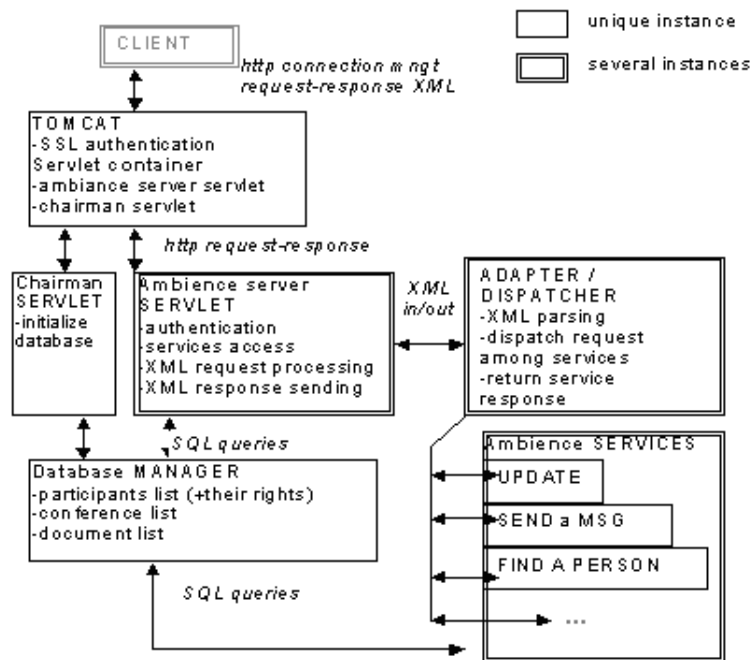 unique instance
several instances
CLIENT
http connection mngt
request-response XML
TOMCAT
-SSL authentication
Servlet container
-ambiance server servlet
-chairman servlet
http request-response
Chairman
SERVLET
-initialize
database
Ambience server
SERVLET
-authentication
-services access
-XML request processing
-XML response sending
XML
in/out
ADAPTER /
DISPATCHER
-XML parsing
-dispatch request
among services
-return service
response
SQL queries
Database MANAGER
-participants list (+their rights)
-conference list
-document list
Ambience SERVICES
UPDATE
SEND a MSG
FIND A PERSON
...
SQL queries